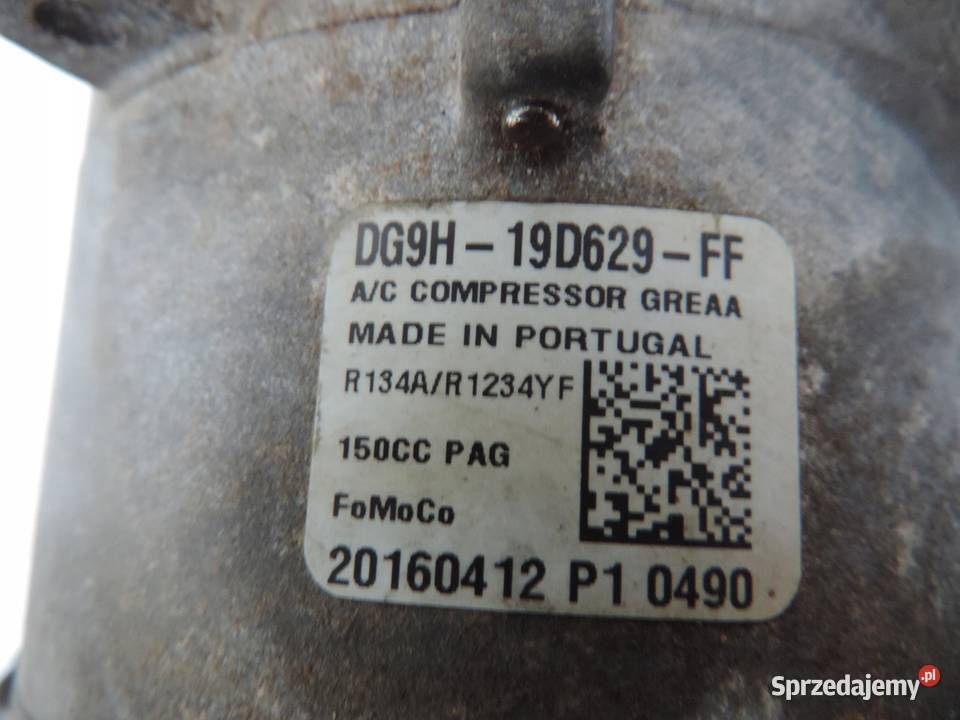 DG9H-19D629-FF
A/C COMPRESSOR GREAA
MADE IN PORTUGAL
R134A/R1234YF
150CC PAG
FoMoCo
20160412 P1 0490
Sprzedajemy.pl